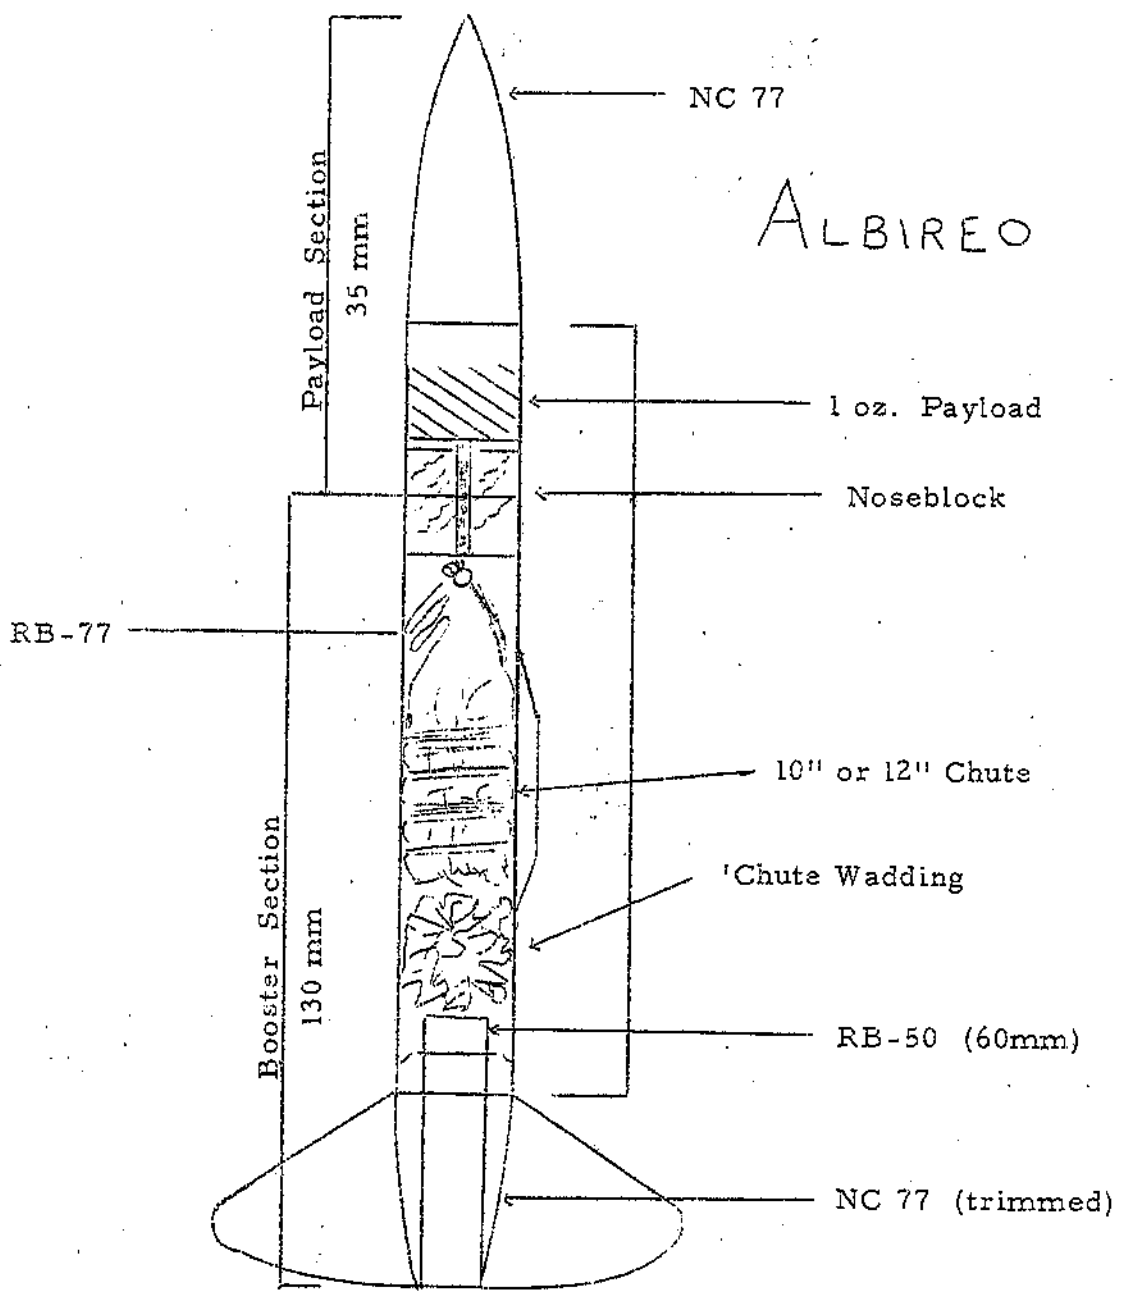 NC 77
ALBIREO
Payload Section
35 mm
1 oz. Payload
Noseblock
RB-77
10" or 12" Chute
'Chute Wadding
Booster Section
130 mm
RB-50 (60mm)
NC 77 (trimmed)